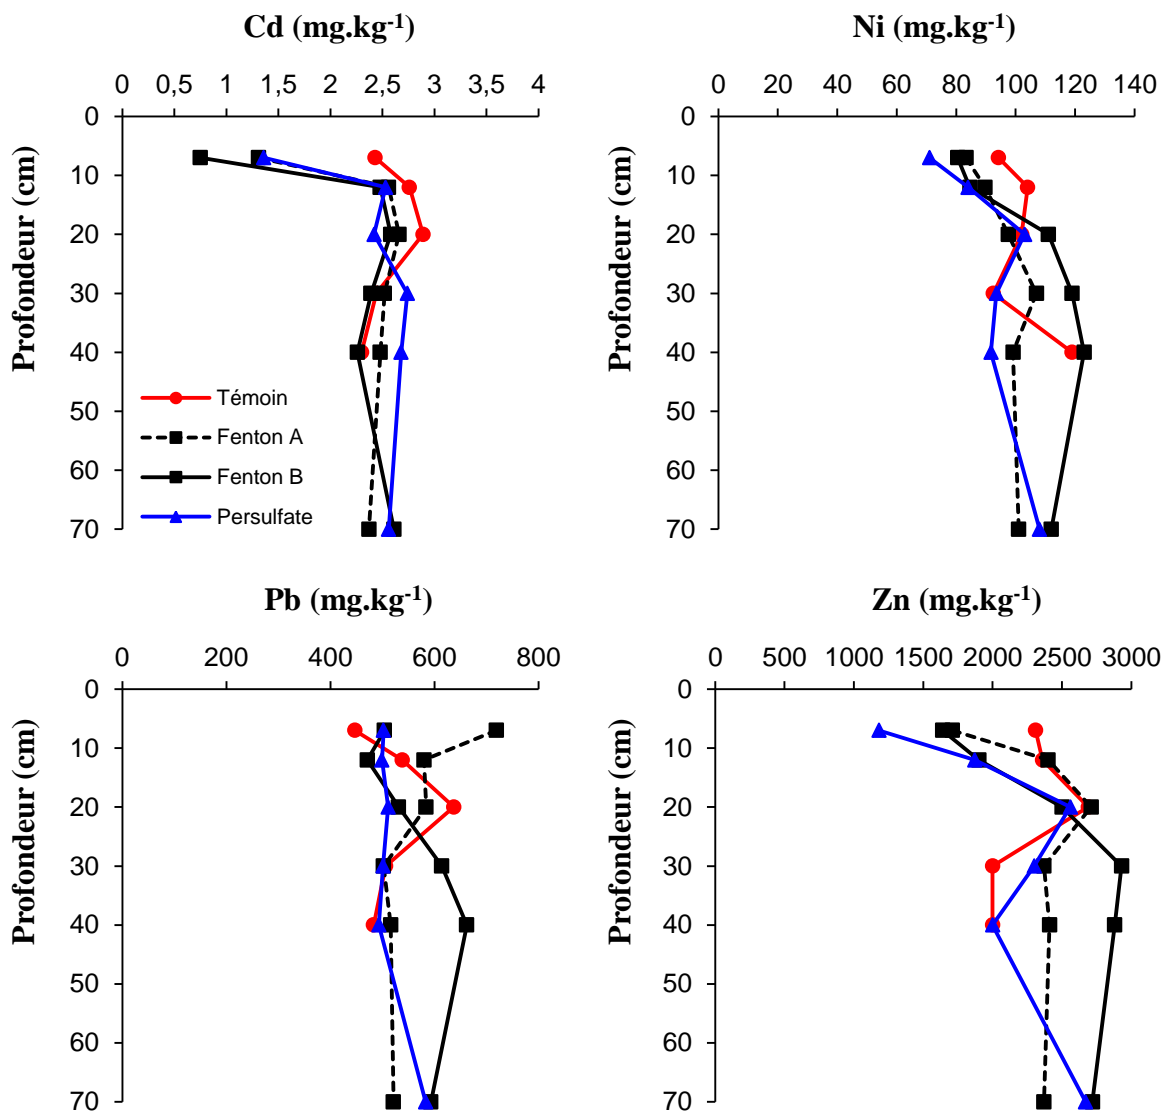 Cd (mg.kg-1)
0 0,5 1 1,5 2 2,5 3 3,5 4
Profondeur (cm)
0
10
20
30
40
50
60
70
Témoin
Fenton A
Fenton B
Persulfate
Ni (mg.kg-1)
0 20 40 60 80 100 120 140
Profondeur (cm)
0
10
20
30
40
50
60
70
Pb (mg.kg-1)
0 200 400 600 800
Profondeur (cm)
0
10
20
30
40
50
60
70
Zn (mg.kg-1)
0 500 1000 1500 2000 2500 3000
Profondeur (cm)
0
10
20
30
40
50
60
70